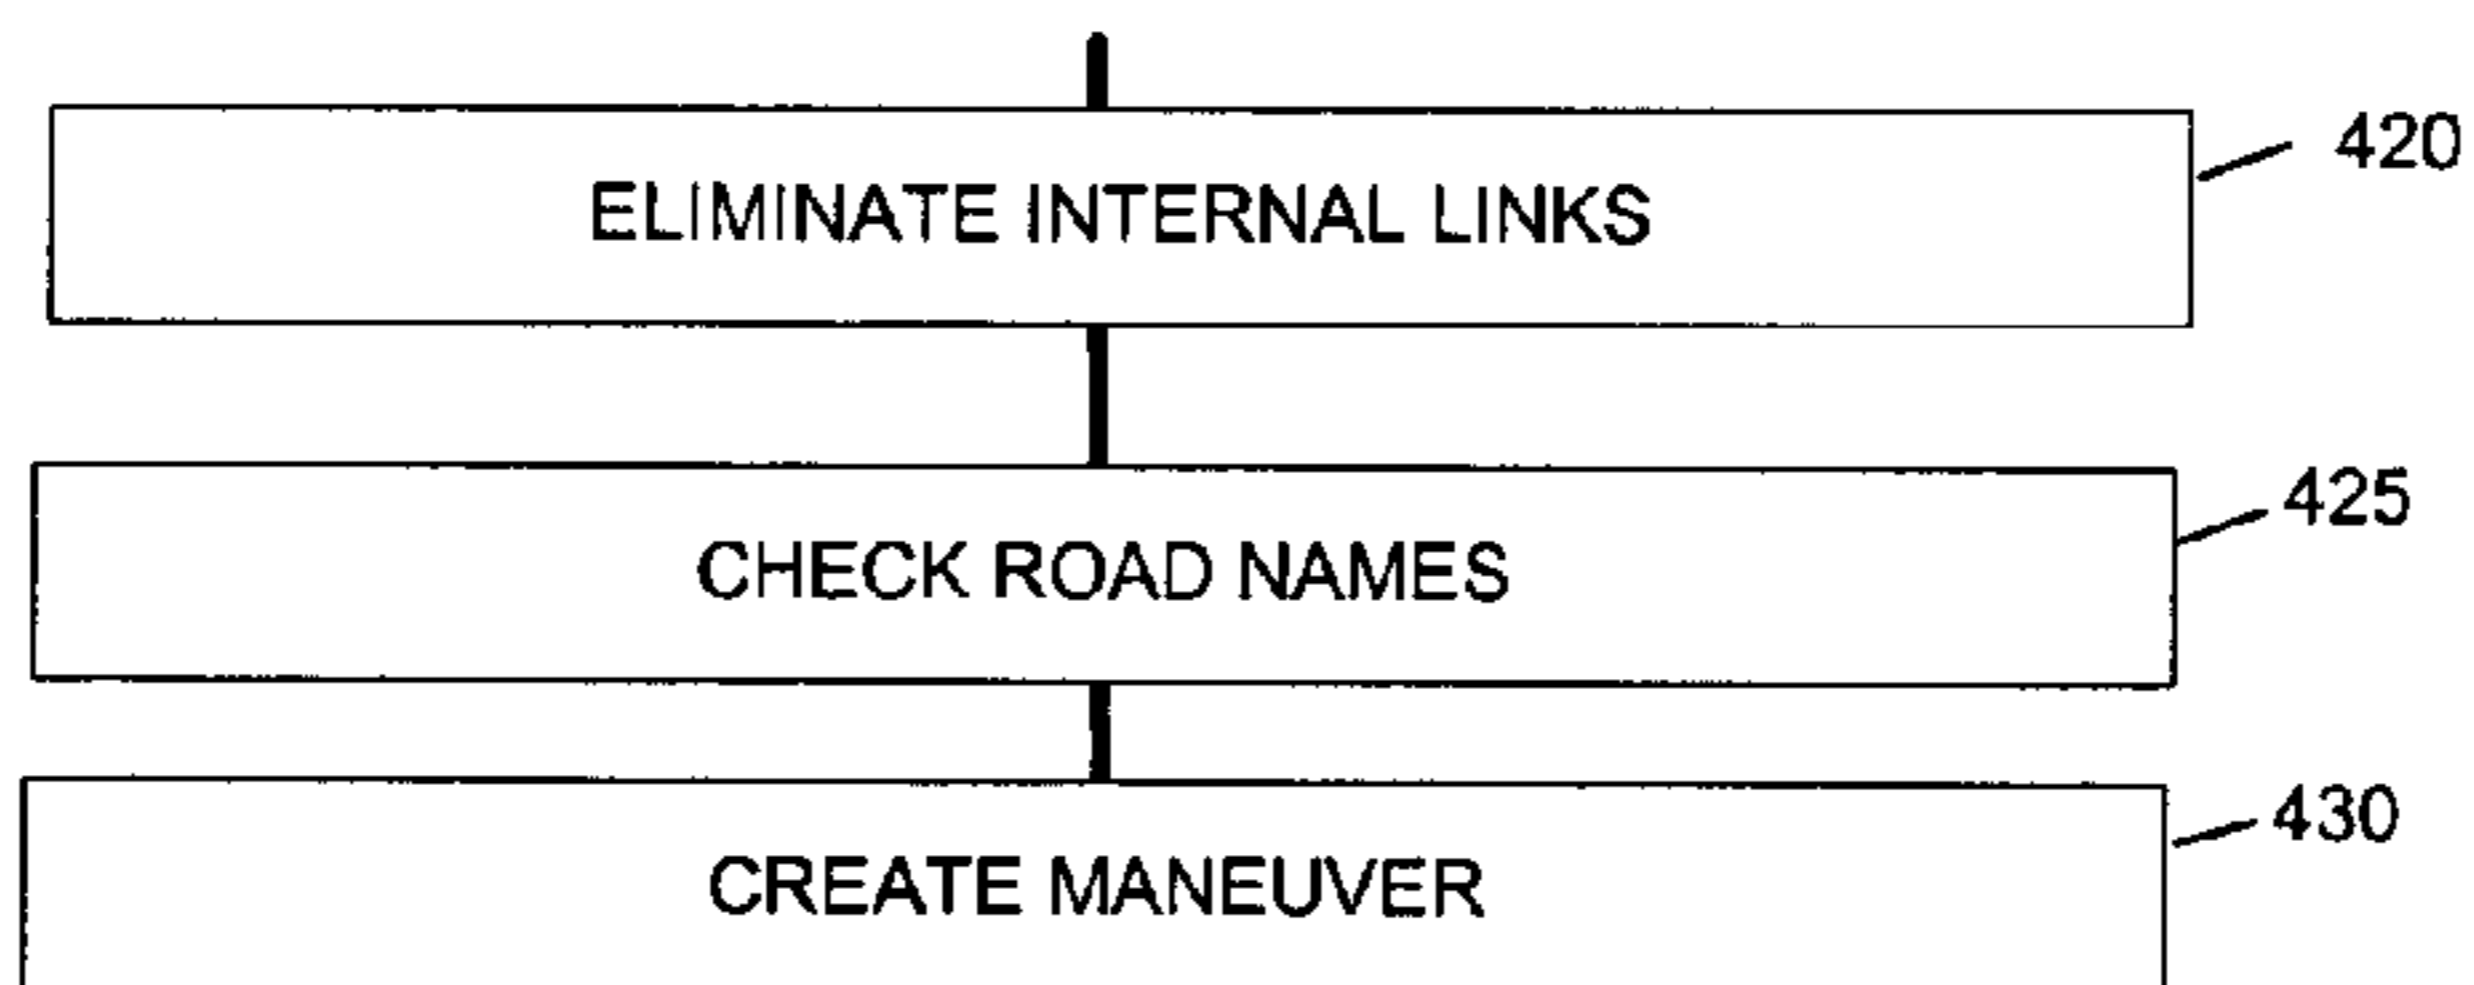 420
ELIMINATE INTERNAL LINKS
425
CHECK ROAD NAMES
430
CREATE MANEUVER